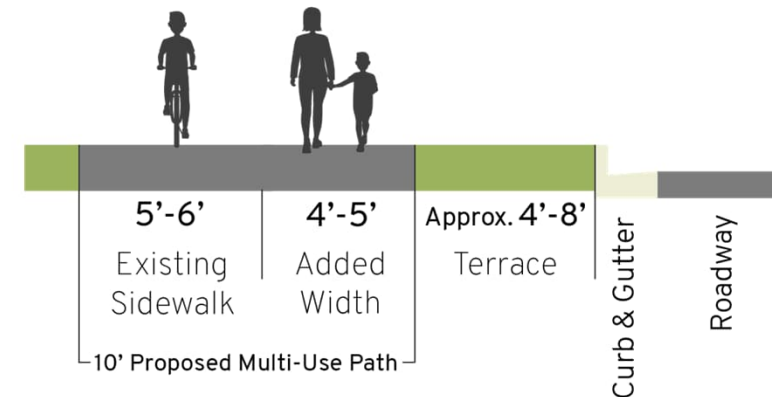 5’-6’
Existing
Sidewalk
4’-5’
Added
Width
Approx. 4’-8’
Terrace
Curb & Gutter
Roadway
10’ Proposed Multi-Use Path